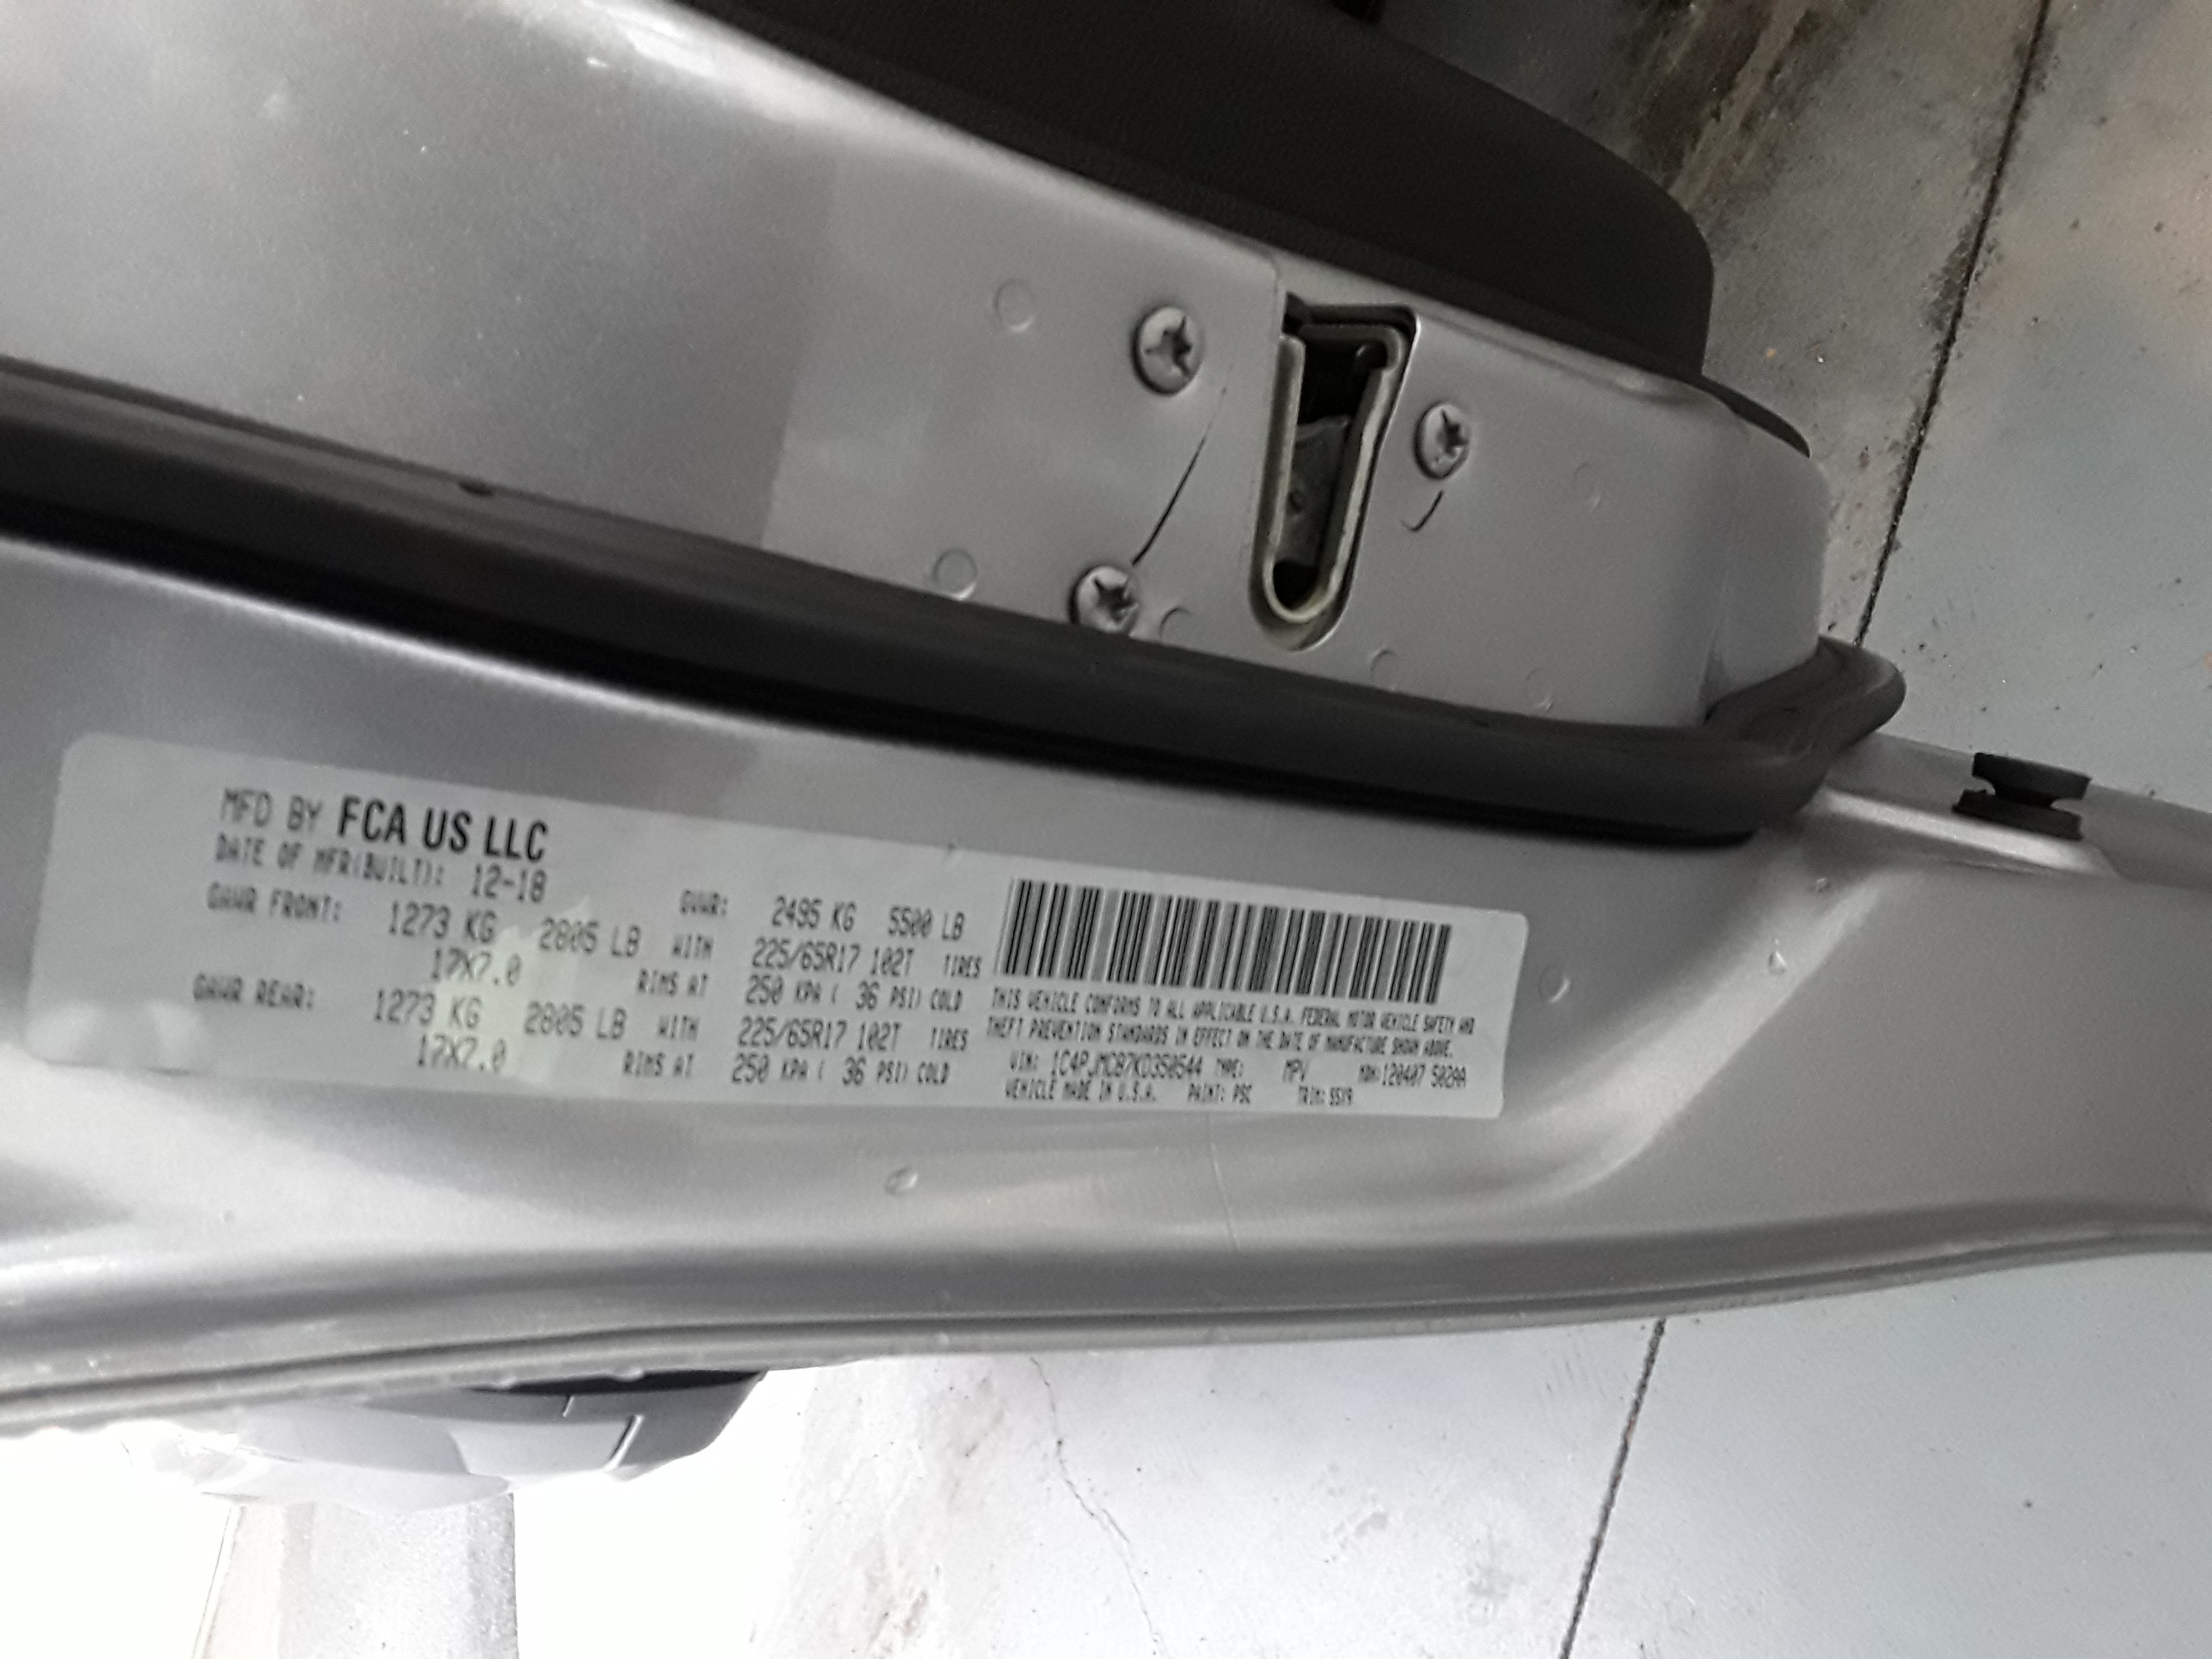 MFD BY FCA US LLC
DATE OF MFR(BUILT): 12-18 GVWR: 2495 KG 5500 LB
GAWR FRONT: 1273 KG 2805 LB WITH 225/65R17 102T TIRES
17X7.0 RIMS AT 250 KPA ( 36 PSI) COLD
GAWR REAR: 1273 KG 2805 LB WITH 225/65R17 102T TIRES
17X7.0 RIMS AT 250 KPA ( 36 PSI) COLD
THIS VEHICLE CONFORMS TO ALL APPLICABLE U.S.A. FEDERAL MOTOR VEHICLE SAFETY AND
THEFT PREVENTION STANDARDS IN EFFECT ON THE DATE OF MANUFACTURE SHOWN ABOVE.
VIN: 1C4PJMCB7KD350544 TYPE: MPV MDH:120407 502AA
VEHICLE MADE IN U.S.A. PAINT: PSC TRIM: